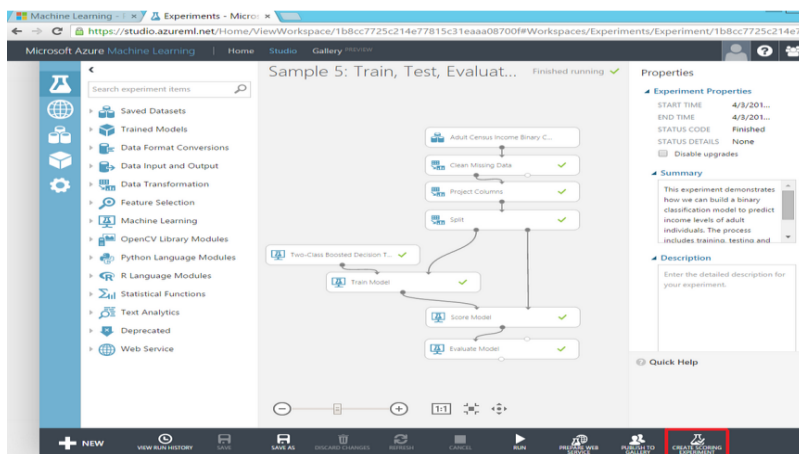 Machine Learning -
Experiments - Micro
https://studio.azureml.net/Home/ViewWorkspace/1b8cc7725c214e77815c31eaaa08700f#Workspaces/Experiments/Experiment/1b8cc7725c214e7
Microsoft Azure Machine Learning | Home Studio Gallery PREVIEW
Search experiment items
Saved Datasets
Trained Models
Data Format Conversions
Data Input and Output
Data Transformation
Feature Selection
Machine Learning
OpenCV Library Modules
Python Language Modules
R Language Modules
Statistical Functions
Text Analytics
Deprecated
Web Service
Sample 5: Train, Test, Evaluat...
Finished running
Adult Census Income Binary C...
Clean Missing Data
Project Columns
Split
Two-Class Boosted Decision T...
Train Model
Score Model
Evaluate Model
1:1
Properties
Experiment Properties
START TIME 4/3/201...
END TIME 4/3/201...
STATUS CODE Finished
STATUS DETAILS None
Disable upgrades
Summary
This experiment demonstrates
how we can build a binary
classification model to predict
income levels of adult
individuals. The process
includes training, testing and
Description
Enter the detailed description for
your experiment.
Quick Help
NEW
VIEW RUN HISTORY
SAVE
SAVE AS
DISCARD CHANGES
REFRESH
CANCEL
RUN
PREPARE WEB
SERVICE
PUBLISH TO
GALLERY
CREATE SCORING
EXPERIMENT